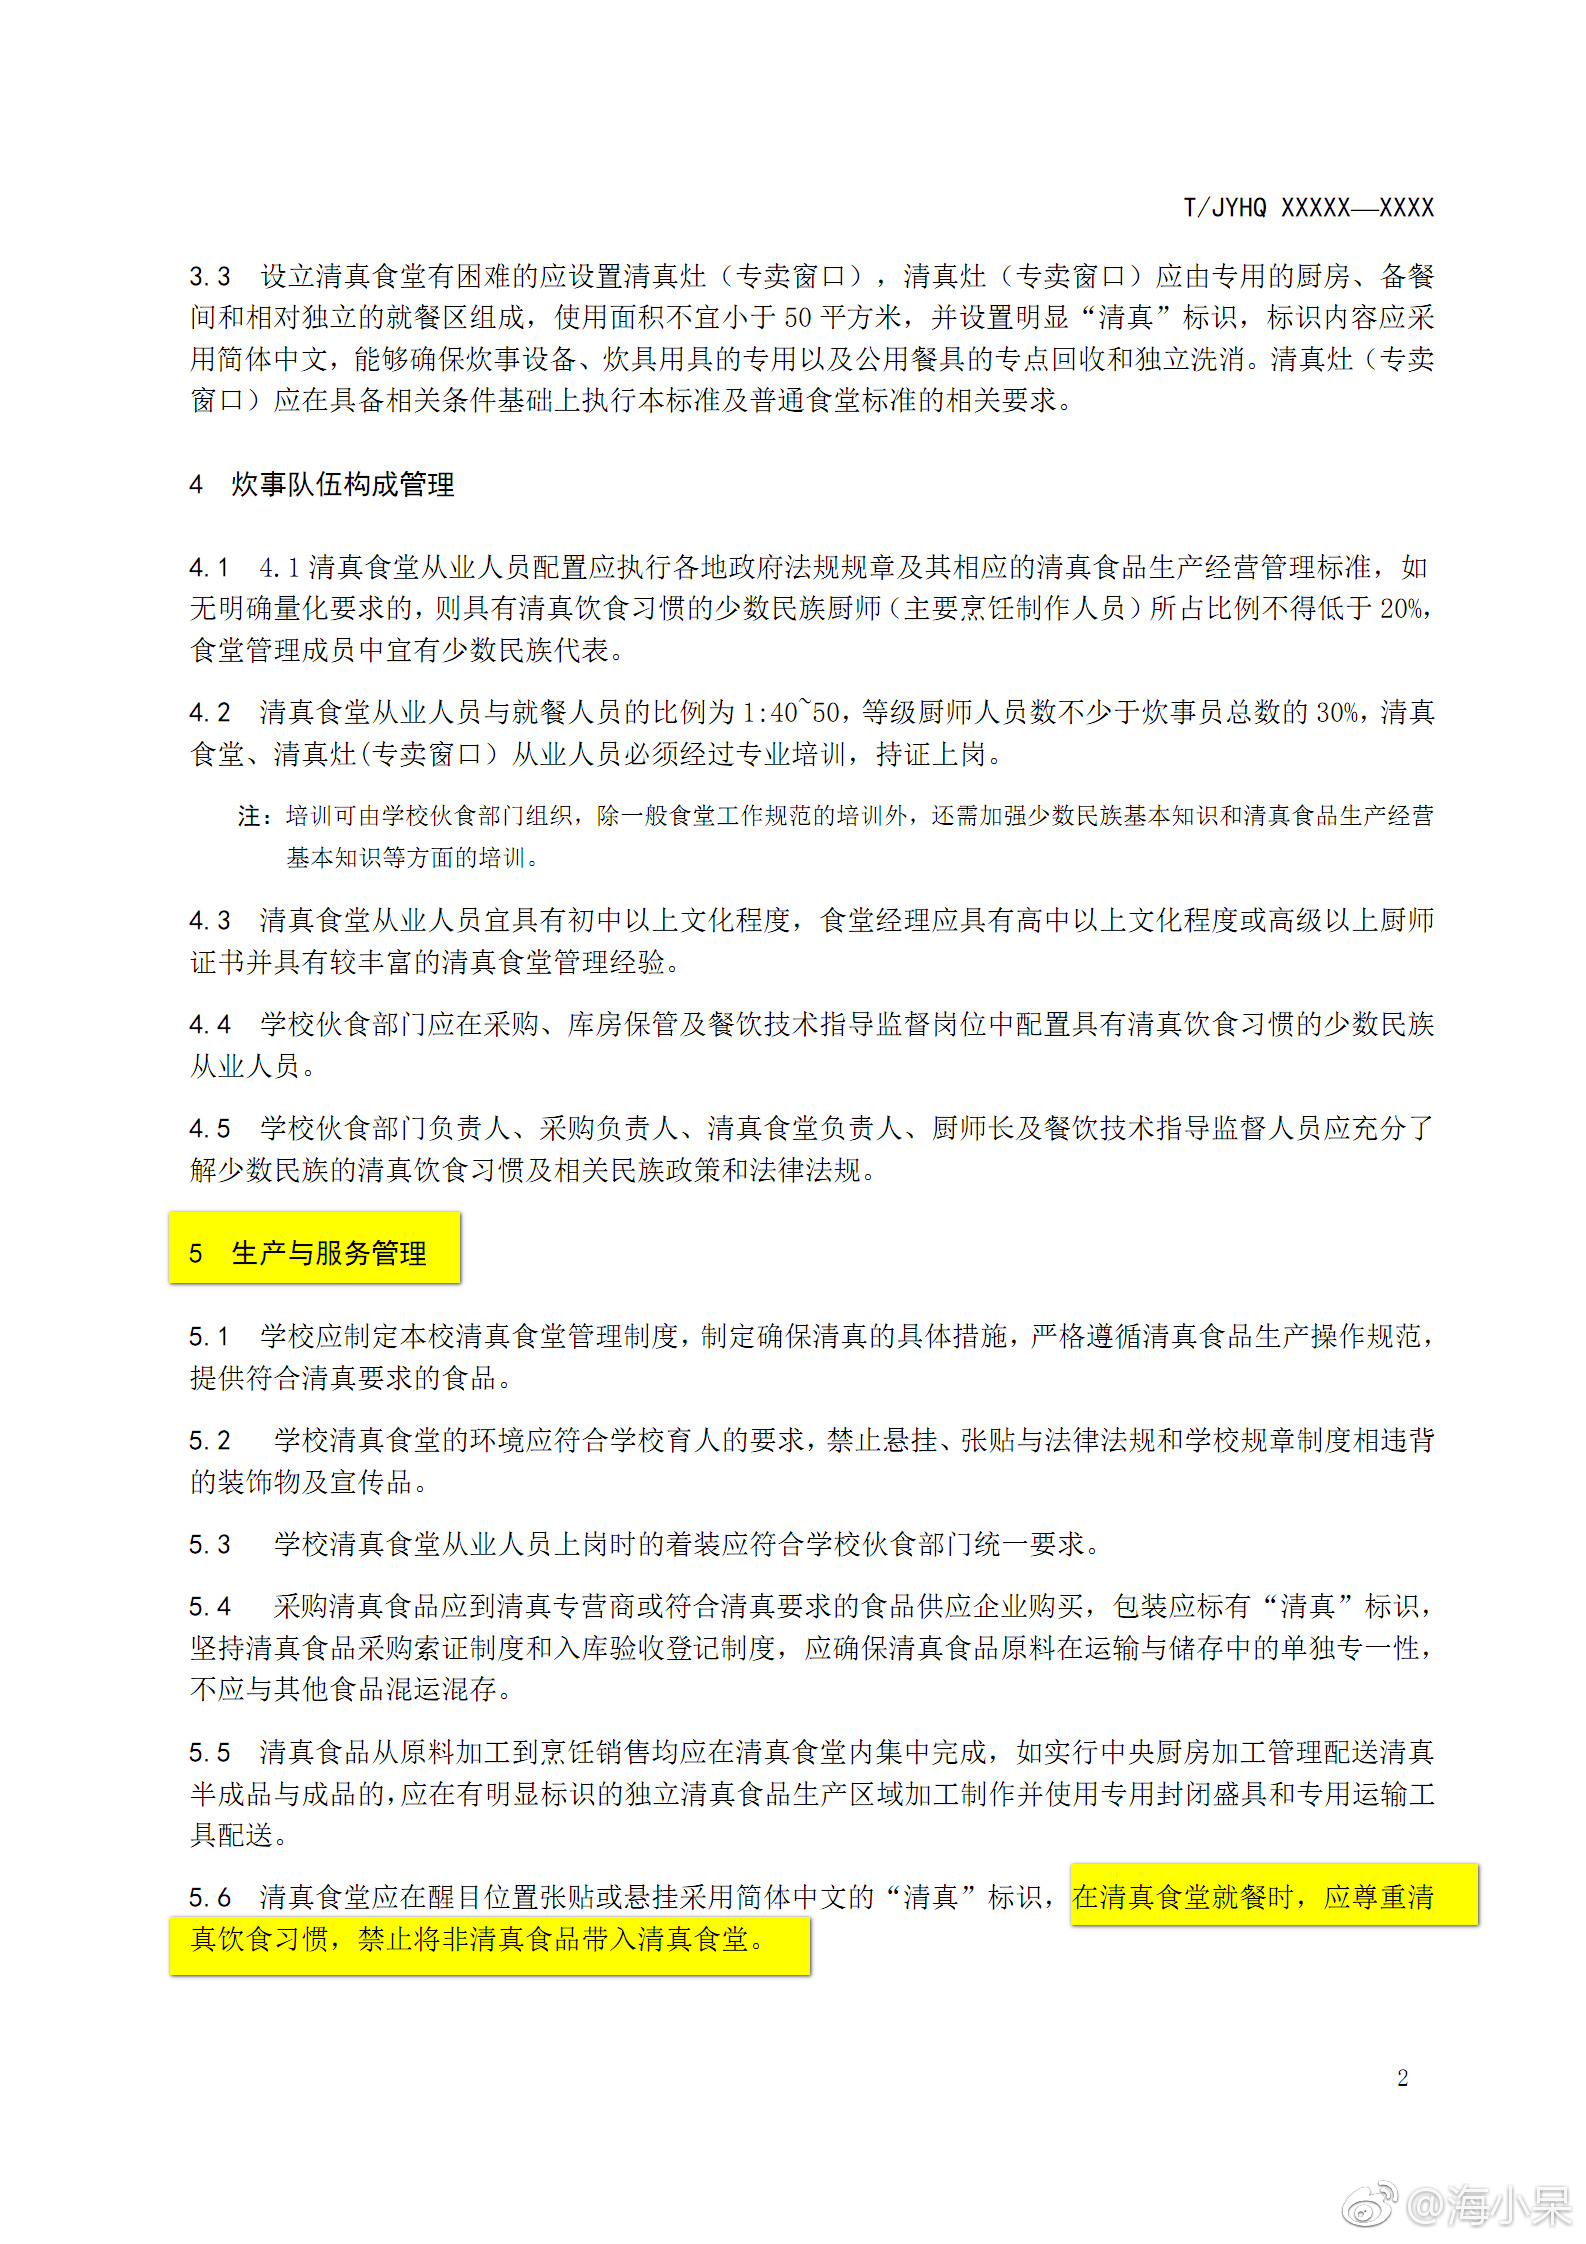 T/JYHQ XXXXX—XXXX
3.3 设立清真食堂有困难的应设置清真灶（专卖窗口），清真灶（专卖窗口）应由专用的厨房、备餐
间和相对独立的就餐区组成，使用面积不宜小于50平方米，并设置明显“清真”标识，标识内容应采
用简体中文，能够确保炊事设备、炊具用具的专用以及公用餐具的专点回收和独立洗消。清真灶（专卖
窗口）应在具备相关条件基础上执行本标准及普通食堂标准的相关要求。
4 炊事队伍构成管理
4.1 4.1清真食堂从业人员配置应执行各地政府法规规章及其相应的清真食品生产经营管理标准，如
无明确量化要求的，则具有清真饮食习惯的少数民族厨师（主要烹饪制作人员）所占比例不得低于20%，
食堂管理成员中宜有少数民族代表。
4.2 清真食堂从业人员与就餐人员的比例为1:40~50，等级厨师人员数不少于炊事员总数的30%，清真
食堂、清真灶(专卖窗口）从业人员必须经过专业培训，持证上岗。
注：培训可由学校伙食部门组织，除一般食堂工作规范的培训外，还需加强少数民族基本知识和清真食品生产经营
基本知识等方面的培训。
4.3 清真食堂从业人员宜具有初中以上文化程度，食堂经理应具有高中以上文化程度或高级以上厨师
证书并具有较丰富的清真食堂管理经验。
4.4 学校伙食部门应在采购、库房保管及餐饮技术指导监督岗位中配置具有清真饮食习惯的少数民族
从业人员。
4.5 学校伙食部门负责人、采购负责人、清真食堂负责人、厨师长及餐饮技术指导监督人员应充分了
解少数民族的清真饮食习惯及相关民族政策和法律法规。
5 生产与服务管理
5.1 学校应制定本校清真食堂管理制度，制定确保清真的具体措施，严格遵循清真食品生产操作规范，
提供符合清真要求的食品。
5.2 学校清真食堂的环境应符合学校育人的要求，禁止悬挂、张贴与法律法规和学校规章制度相违背
的装饰物及宣传品。
5.3 学校清真食堂从业人员上岗时的着装应符合学校伙食部门统一要求。
5.4 采购清真食品应到清真专营商或符合清真要求的食品供应企业购买，包装应标有“清真”标识，
坚持清真食品采购索证制度和入库验收登记制度，应确保清真食品原料在运输与储存中的单独专一性，
不应与其他食品混运混存。
5.5 清真食品从原料加工到烹饪销售均应在清真食堂内集中完成，如实行中央厨房加工管理配送清真
半成品与成品的，应在有明显标识的独立清真食品生产区域加工制作并使用专用封闭盛具和专用运输工
具配送。
5.6 清真食堂应在醒目位置张贴或悬挂采用简体中文的“清真”标识，在清真食堂就餐时，应尊重清
真饮食习惯，禁止将非清真食品带入清真食堂。
2
@海小呆